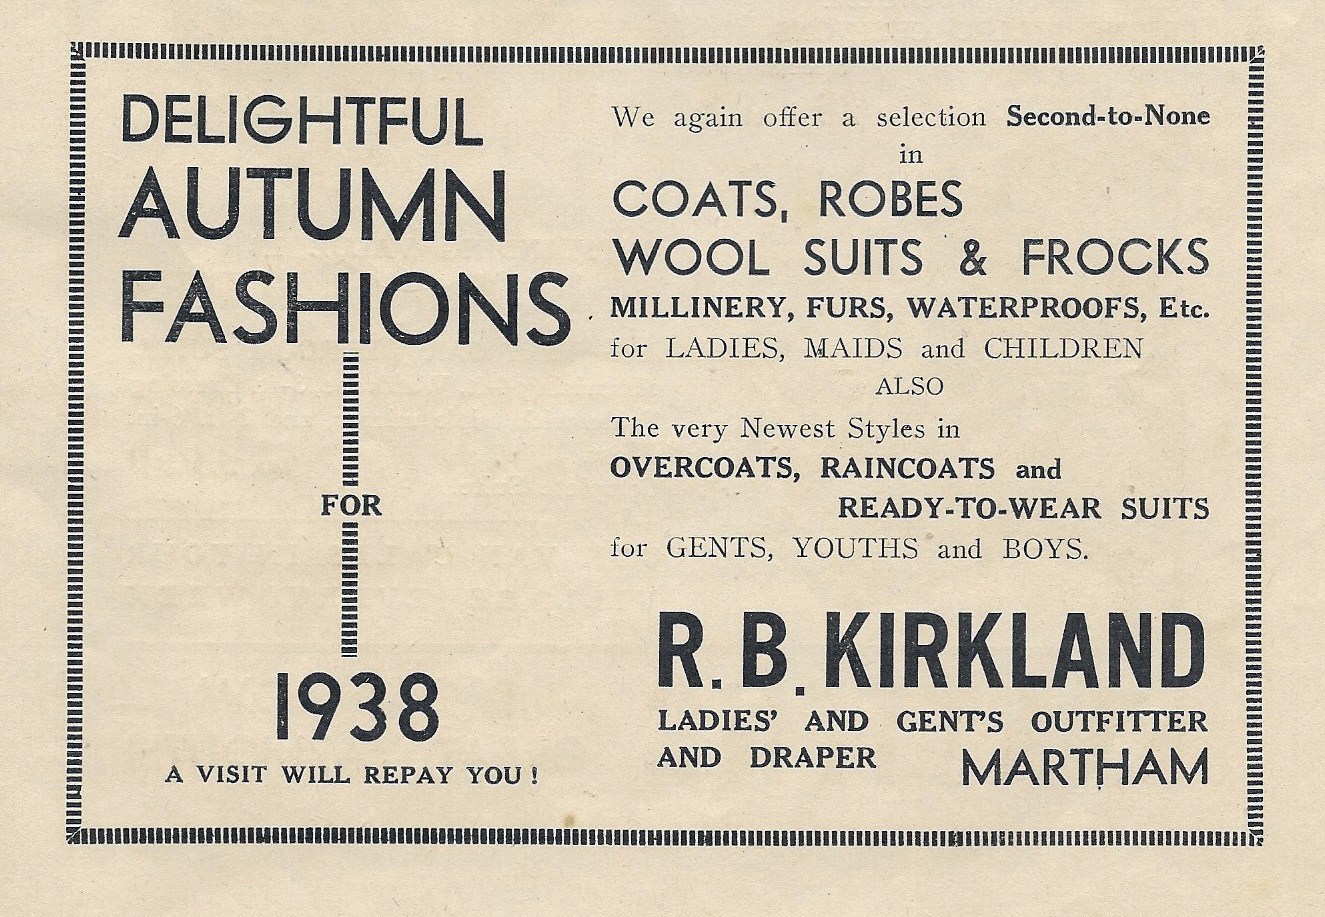 DELIGHTFUL
AUTUMN
FASHIONS
FOR
1938
A VISIT WILL REPAY YOU !
We again offer a selection Second-to-None
in
COATS, ROBES
WOOL SUITS & FROCKS
MILLINERY, FURS, WATERPROOFS, Etc.
for LADIES, MAIDS and CHILDREN
ALSO
The very Newest Styles in
OVERCOATS, RAINCOATS and
READY-TO-WEAR SUITS
for GENTS, YOUTHS and BOYS.
R. B. KIRKLAND
LADIES' AND GENT'S OUTFITTER
AND DRAPER MARTHAM